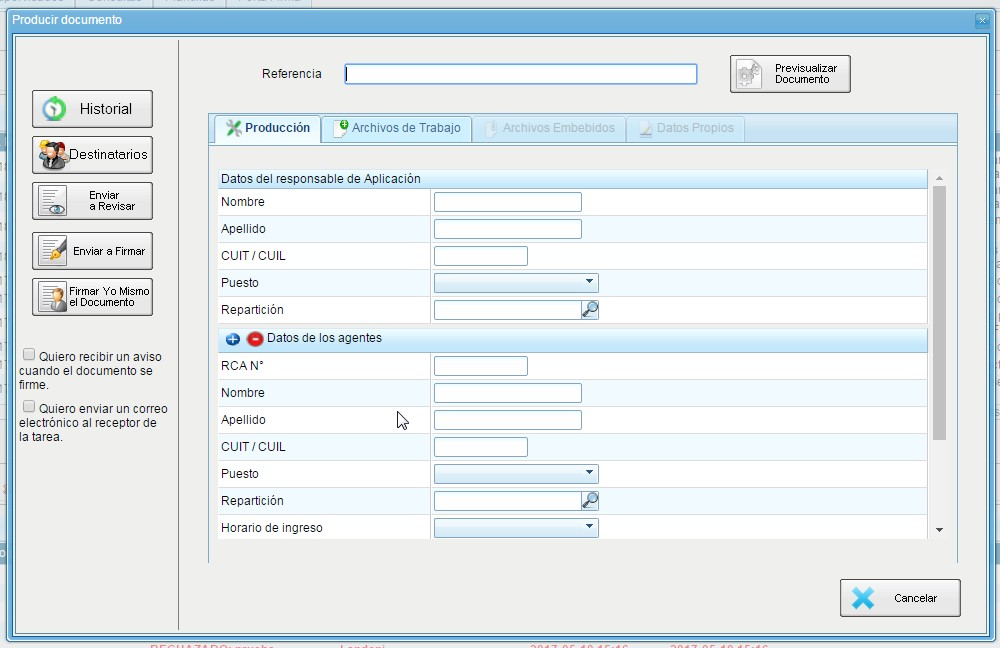 Producir documento
Referencia
Previsualizar
Documento
Historial
Destinatarios
Enviar
a Revisar
Enviar a Firmar
Firmar Yo Mismo
el Documento
Quiero recibir un aviso
cuando el documento se
firme.
Quiero enviar un correo
electrónico al receptor de
la tarea.
Producción
Archivos de Trabajo
Archivos Embebidos
Datos Propios
Datos del responsable de Aplicación
Nombre
Apellido
CUIT / CUIL
Puesto
Repartición
Datos de los agentes
RCA N°
Nombre
Apellido
CUIT / CUIL
Puesto
Repartición
Horario de ingreso
Cancelar